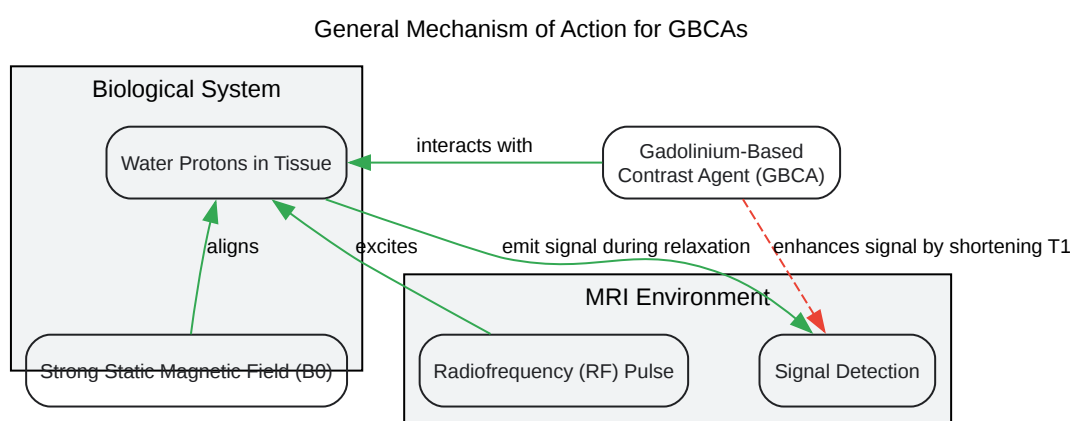 General Mechanism of Action for GBCAs
Biological System
Water Protons in Tissue
interacts with
Gadolinium-Based
Contrast Agent (GBCA)
aligns
excites
emit signal during relaxation
enhances signal by shortening T1
MRI Environment
Strong Static Magnetic Field (B0)
Radiofrequency (RF) Pulse
Signal Detection